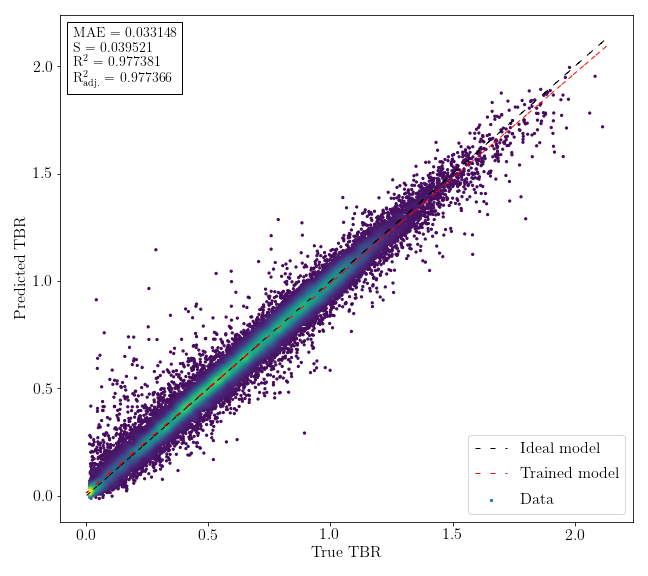 MAE = 0.033148
S = 0.039521
R² = 0.977381
R²adj. = 0.977366
2.0
1.5
1.0
0.5
0.0
Predicted TBR
Ideal model
Trained model
Data
0.0 0.5 1.0 1.5 2.0
True TBR